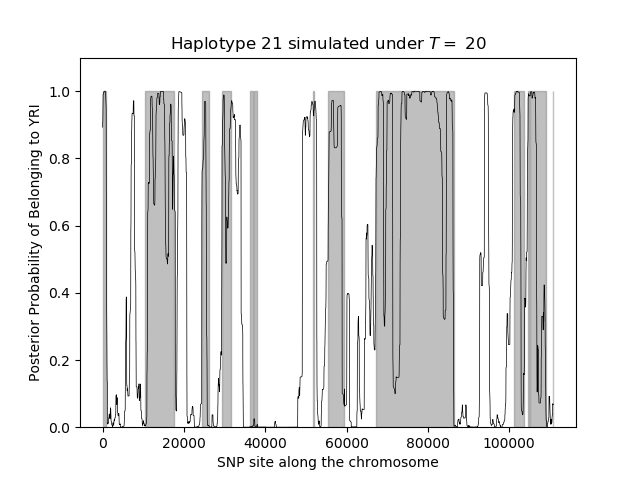 Haplotype 21 simulated under T = 20
Posterior Probability of Belonging to YRI
1.0
0.8
0.6
0.4
0.2
0.0
0 20000 40000 60000 80000 100000
SNP site along the chromosome